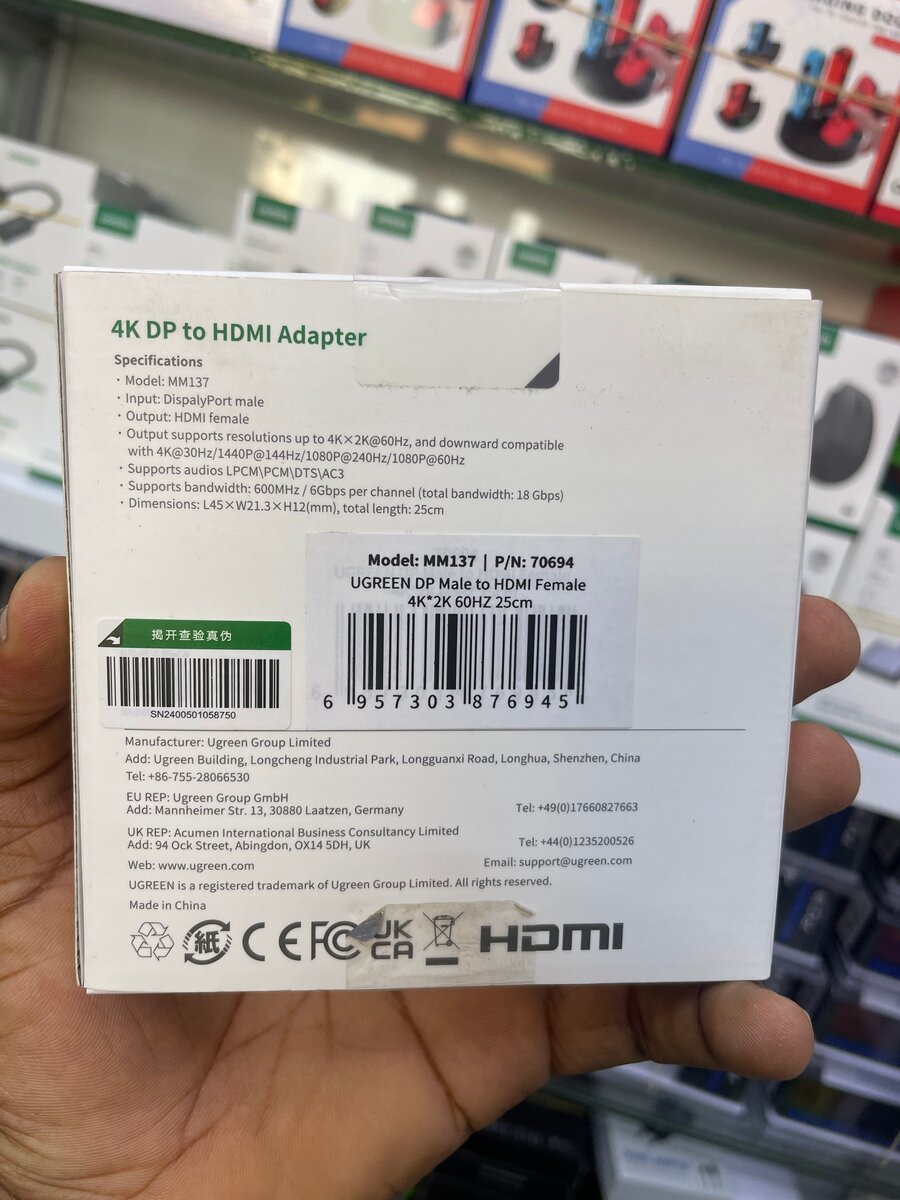 4K DP to HDMI Adapter
Specifications
· Model: MM137
· Input: DispalyPort male
· Output: HDMI female
· Output supports resolutions up to 4K×2K@60Hz, and downward compatible
with 4K@30Hz/1440P@144Hz/1080P@240Hz/1080P@60Hz
· Supports audios LPCM\PCM\DTS\AC3
· Supports bandwidth: 600MHz / 6Gbps per channel (total bandwidth: 18 Gbps)
· Dimensions: L45×W21.3×H12(mm), total length: 25cm
Model: MM137 | P/N: 70694
UGREEN DP Male to HDMI Female
4K*2K 60HZ 25cm
6 957303 876945
揭开查验真伪
SN2400501058750
Manufacturer: Ugreen Group Limited
Add: Ugreen Building, Longcheng Industrial Park, Longguanxi Road, Longhua, Shenzhen, China
Tel: +86-755-28066530
EU REP: Ugreen Group GmbH
Add: Mannheimer Str. 13, 30880 Laatzen, Germany Tel: +49(0)17660827663
UK REP: Acumen International Business Consultancy Limited
Add: 94 Ock Street, Abingdon, OX14 5DH, UK Tel: +44(0)1235200526
Web: www.ugreen.com Email: support@ugreen.com
UGREEN is a registered trademark of Ugreen Group Limited. All rights reserved.
Made in China
紙 CE FC UK CA HDMI